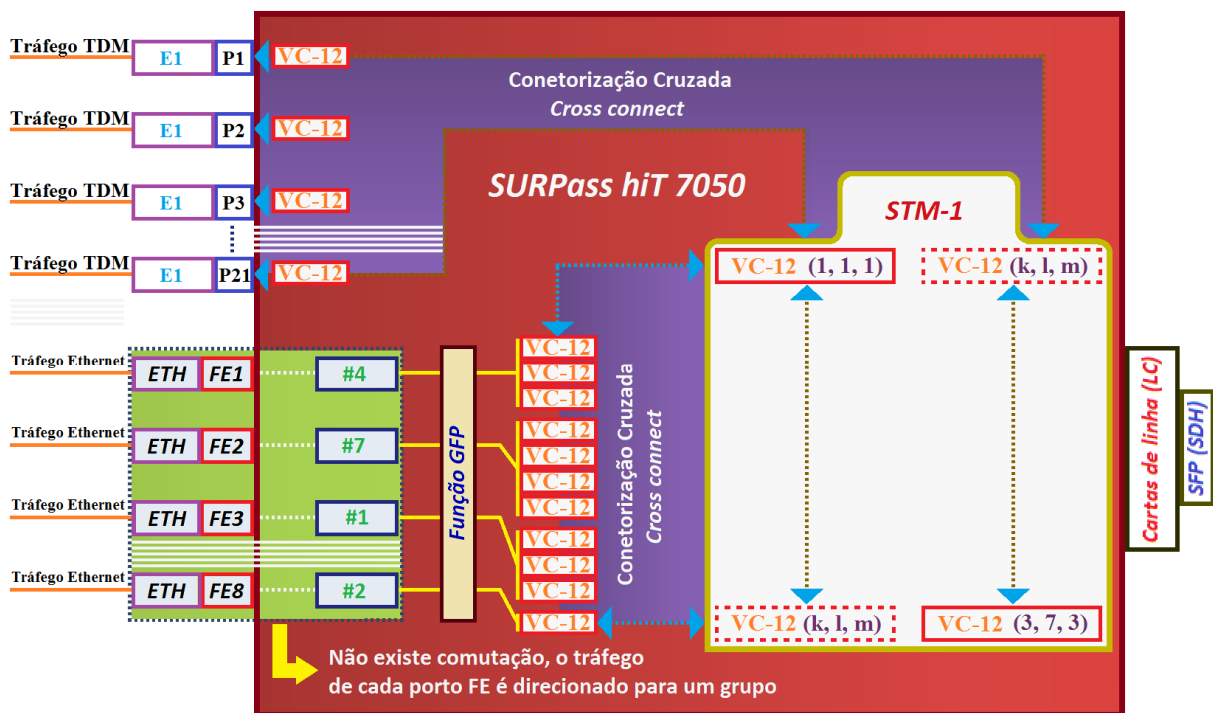 Tráfego TDM E1 P1 VC-12
Conetorização Cruzada
Cross connect
Tráfego TDM E1 P2 VC-12
SURPass hiT 7050
Tráfego TDM E1 P3 VC-12
STM-1
Tráfego TDM E1 P21 VC-12
VC-12 (1, 1, 1)
VC-12 (k, l, m)
Tráfego Ethernet
ETH FE1 #4
Tráfego Ethernet
ETH FE2 #7
Tráfego Ethernet
ETH FE3 #1
Tráfego Ethernet
ETH FE8 #2
Função GFP
VC-12
VC-12
VC-12
VC-12
VC-12
VC-12
VC-12
VC-12
VC-12
VC-12
VC-12
Conetorização Cruzada
Cross connect
VC-12 (k, l, m)
VC-12 (3, 7, 3)
Cartas de linha (LC)
SFP (SDH)
Não existe comutação, o tráfego
de cada porto FE é direcionado para um grupo